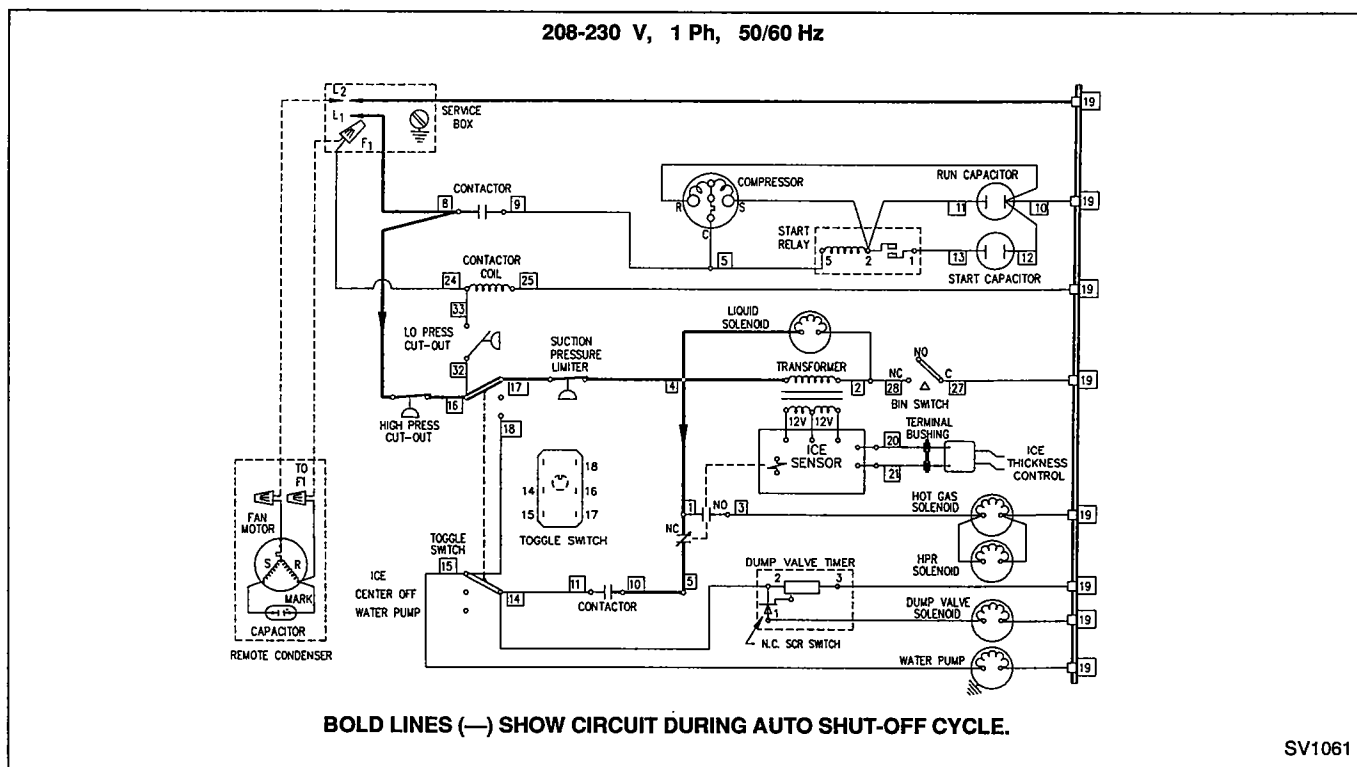 208-230 V, 1 Ph, 50/60 Hz
L2
L1
F1
SERVICE
BOX
19
CONTACTOR
8
9
COMPRESSOR
R
S
C
RUN CAPACITOR
11
10
19
START
RELAY
5
5
2
1
13
12
START CAPACITOR
CONTACTOR
COIL
24
25
19
33
LO PRESS
CUT-OUT
32
SUCTION
PRESSURE
LIMITER
LIQUID
SOLENOID
TRANSFORMER
NO
NC
C
16
17
4
2
28
27
19
BIN SWITCH
HIGH PRESS
CUT-OUT
18
12V
12V
ICE
SENSOR
TERMINAL
BUSHING
20
21
ICE
THICKNESS
CONTROL
18
14
16
15
17
TOGGLE SWITCH
1
NO
3
NC
HOT GAS
SOLENOID
19
HPR
SOLENOID
TO
F1
FAN
MOTOR
S
R
MARK
CAPACITOR
REMOTE CONDENSER
TOGGLE
SWITCH
15
ICE
CENTER OFF
WATER PUMP
14
11
10
CONTACTOR
5
DUMP VALVE TIMER
2
3
1
N.C. SCR SWITCH
19
DUMP VALVE
SOLENOID
19
WATER PUMP
19
BOLD LINES (—) SHOW CIRCUIT DURING AUTO SHUT-OFF CYCLE.
SV1061